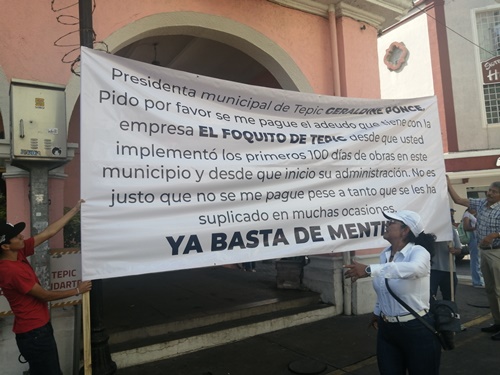 Presidenta municipal de Tepic GERALDINE PONCE.
Pido por favor se me pague el adeudo que tiene con la
empresa EL FOQUITO DE TEPIC desde que usted
implementó los primeros 100 días de obras en este
municipio y desde que inicio su administración. No es
justo que no se me pague pese a tanto que se les há
suplicado en muchas ocasiones.
YA BASTA DE
TEPIC